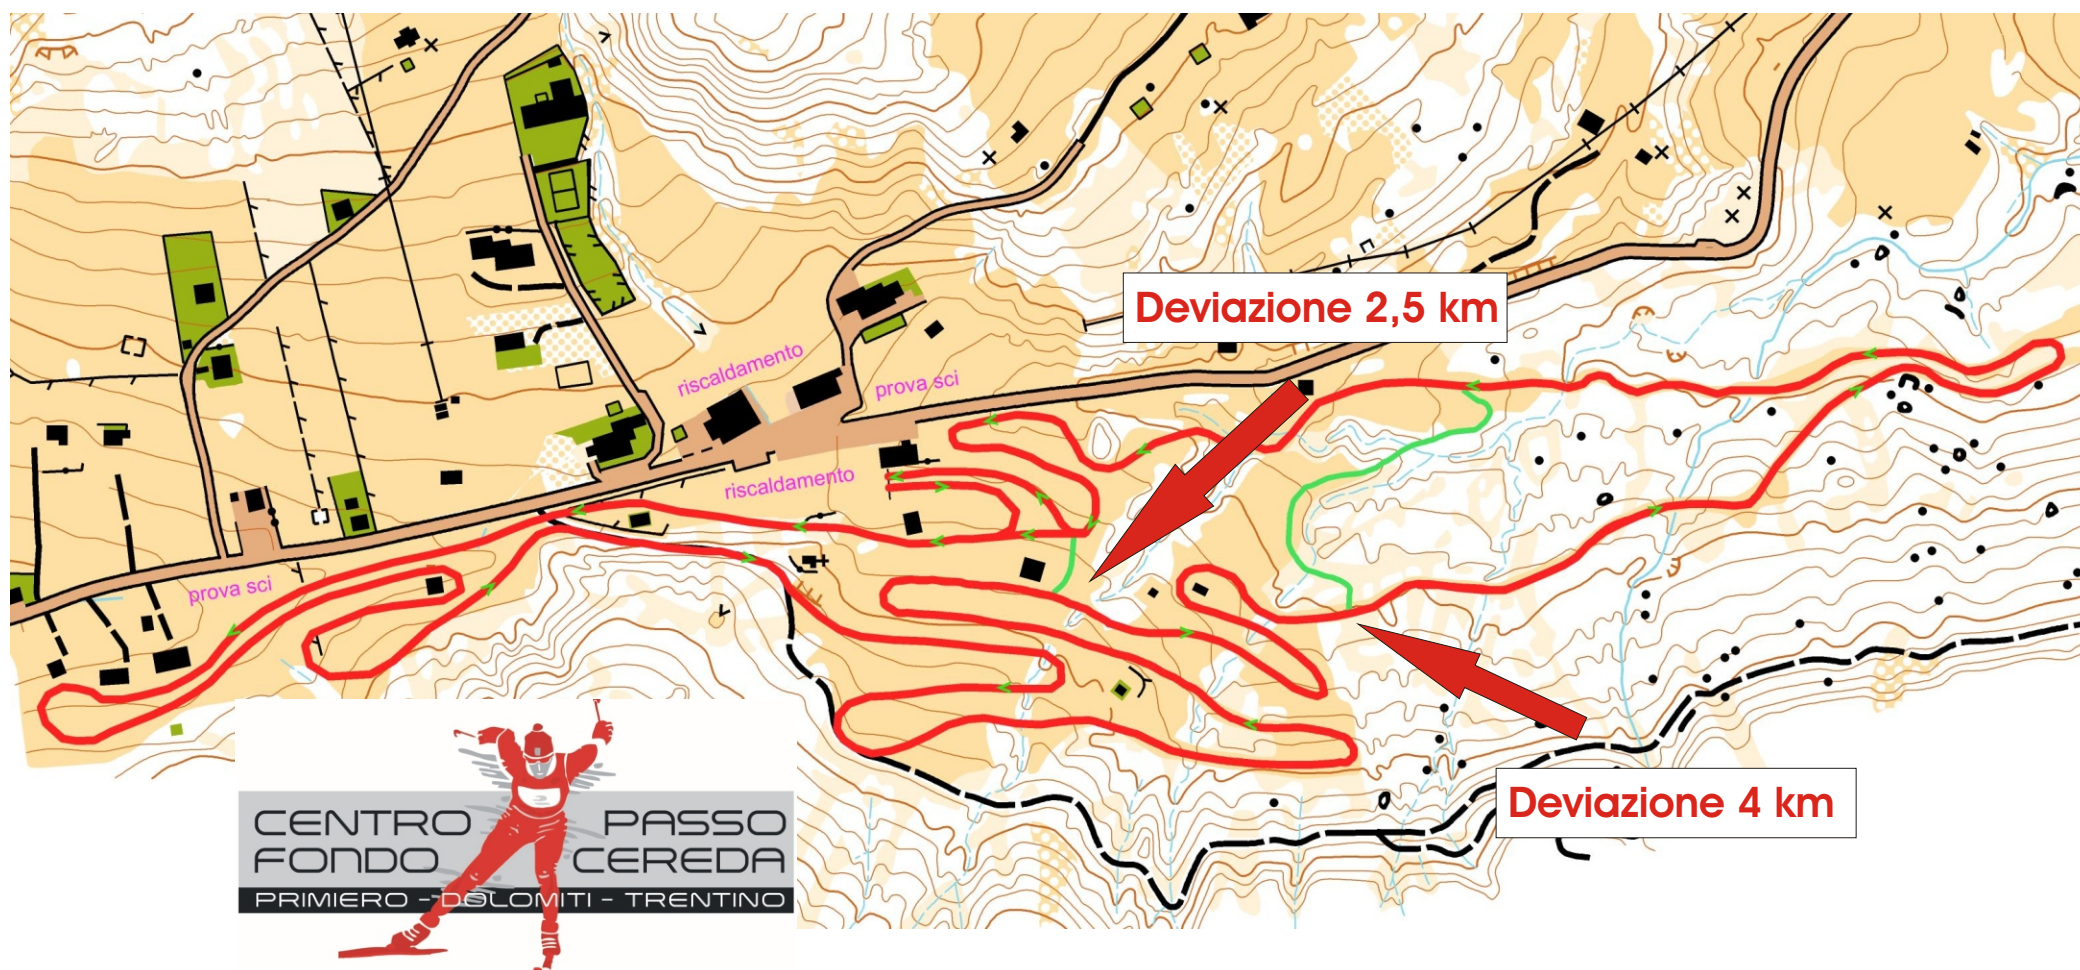 Deviazione 2,5 km
riscaldamento
prova sci
riscaldamento
prova sci
Deviazione 4 km
CENTRO PASSO
FONDO CEREDA
PRIMIERO - DOLOMITI - TRENTINO